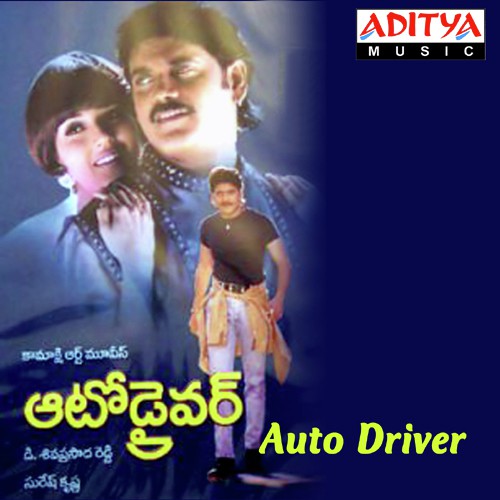 ADITYA
MUSIC
కామాక్షి ఆర్ట్ మూవీస్
ఆటోడ్రైవర్
Auto Driver
డి. శివప్రసాద రెడ్డి
సురేష్ కృష్ణ